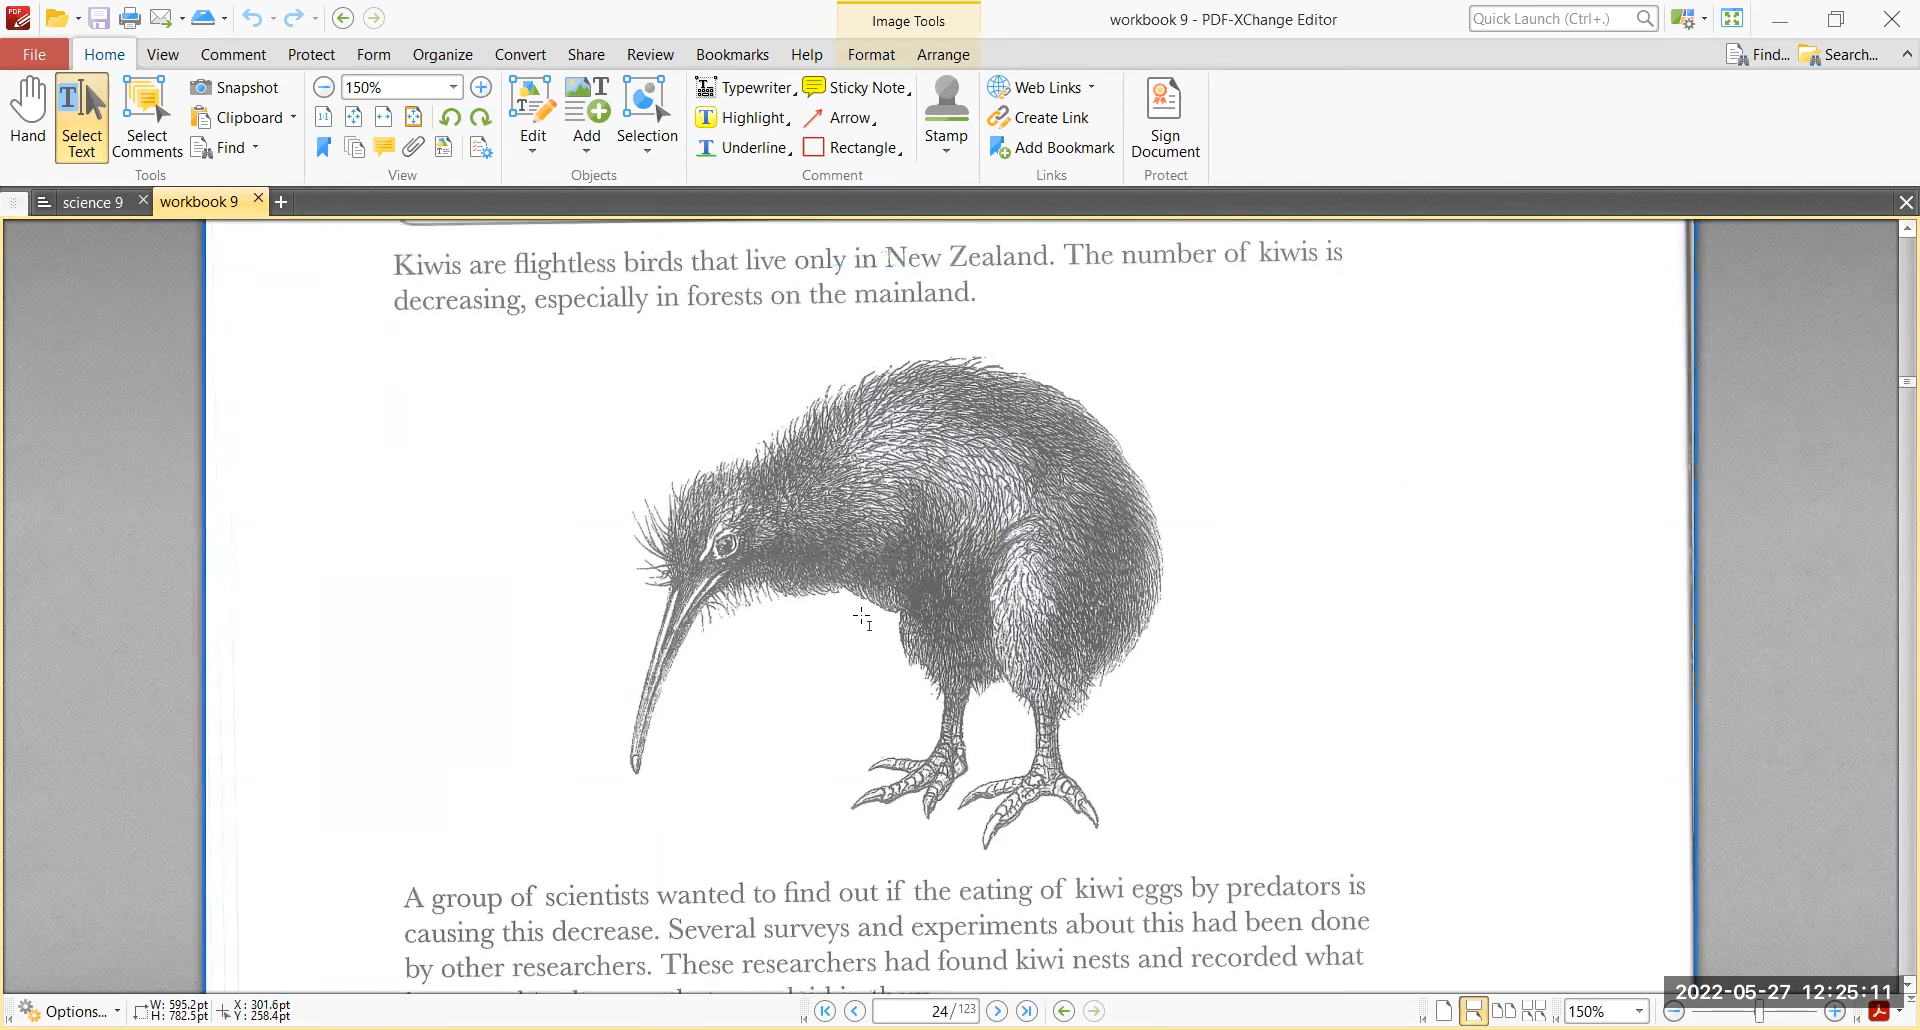 Image Tools
workbook 9 - PDF-XChange Editor
Quick Launch (Ctrl+.)
File
Home
View
Comment
Protect
Form
Organize
Convert
Share
Review
Bookmarks
Help
Format
Arrange
Find...
Search...
Hand
Select Text
Select Comments
Snapshot
Clipboard
Find
Tools
150%
View
Edit
Add
Selection
Objects
Typewriter
Sticky Note
Highlight
Arrow
Underline
Rectangle
Stamp
Comment
Web Links
Create Link
Add Bookmark
Links
Sign Document
Protect
science 9
workbook 9
Kiwis are flightless birds that live only in New Zealand. The number of kiwis is
decreasing, especially in forests on the mainland.
A group of scientists wanted to find out if the eating of kiwi eggs by predators is
causing this decrease. Several surveys and experiments about this had been done
by other researchers. These researchers had found kiwi nests and recorded what
Options...
W: 595.2pt
H: 782.5pt
X: 301.6pt
Y: 258.4pt
24/123
2022-05-27 12:25:11
150%